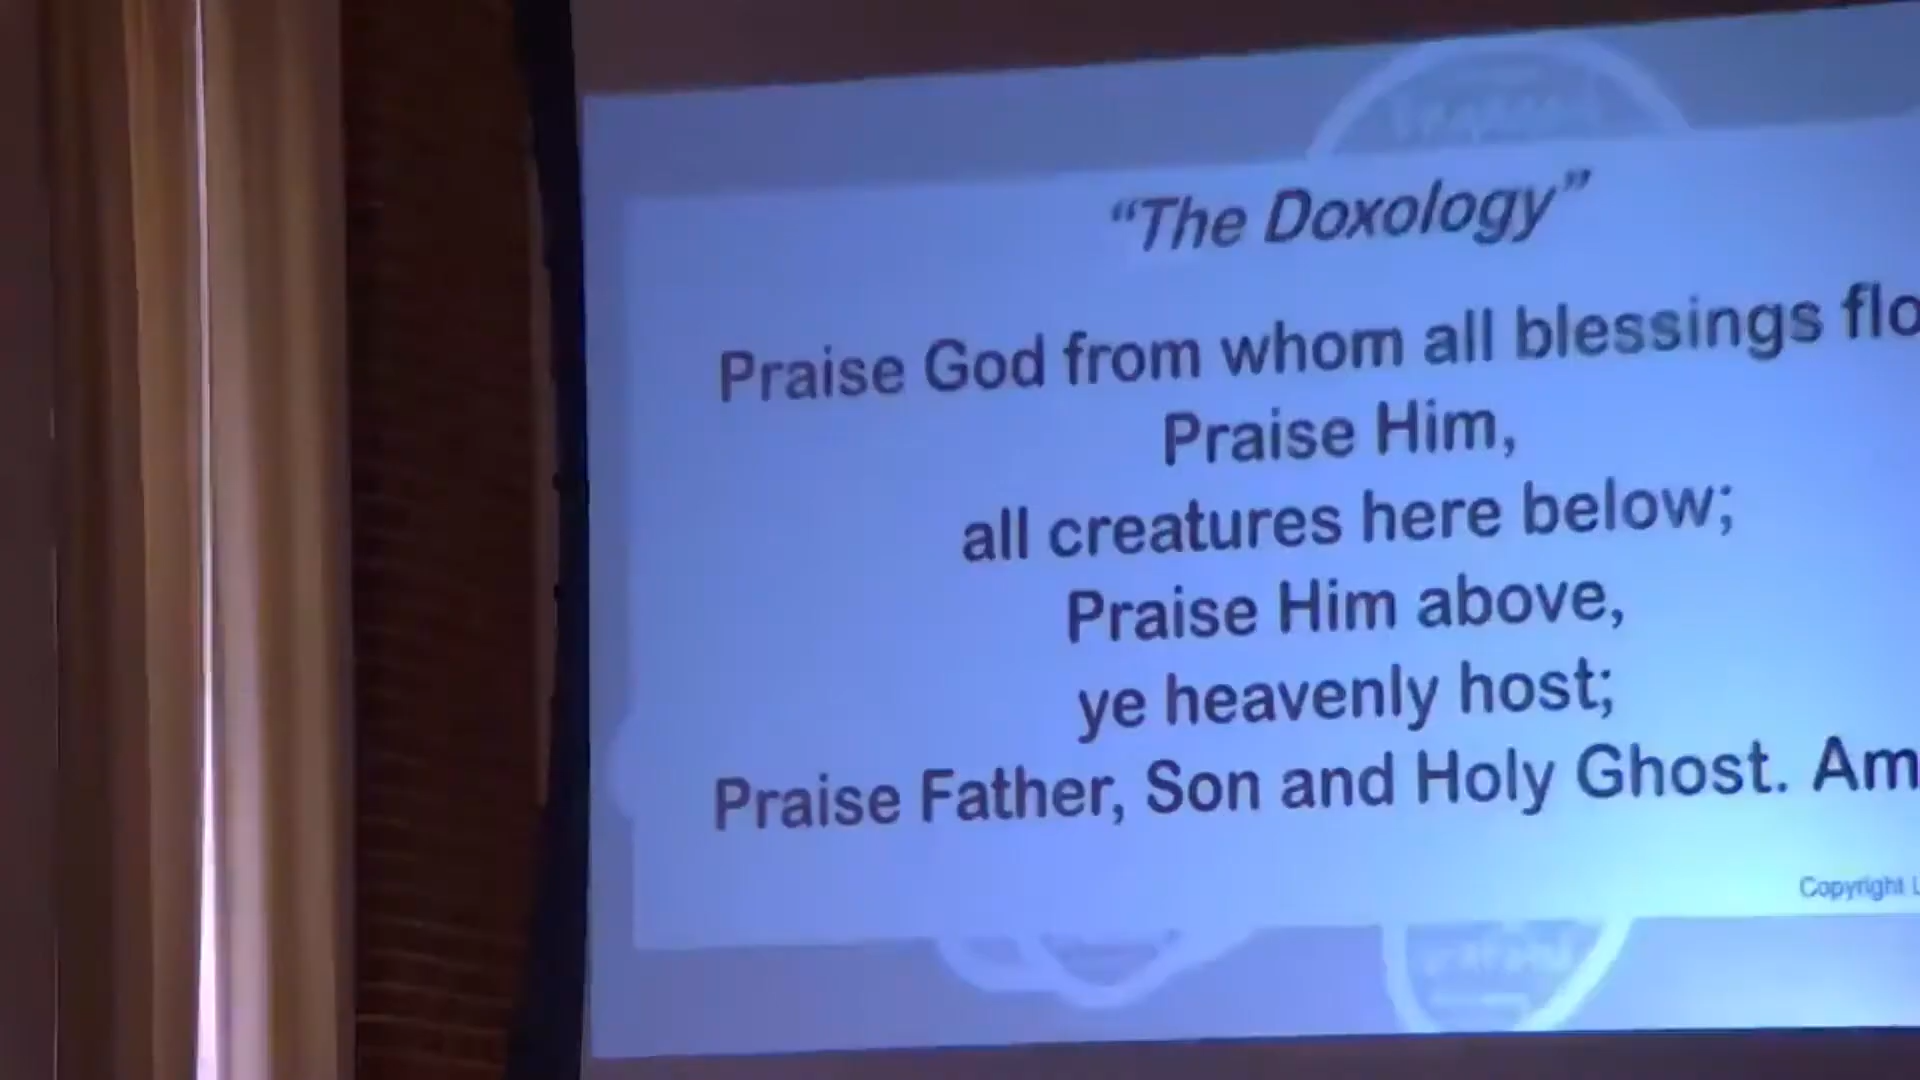 “The Doxology”
Praise God from whom all blessings flo
Praise Him,
all creatures here below;
Praise Him above,
ye heavenly host;
Praise Father, Son and Holy Ghost. Am
Copyright L